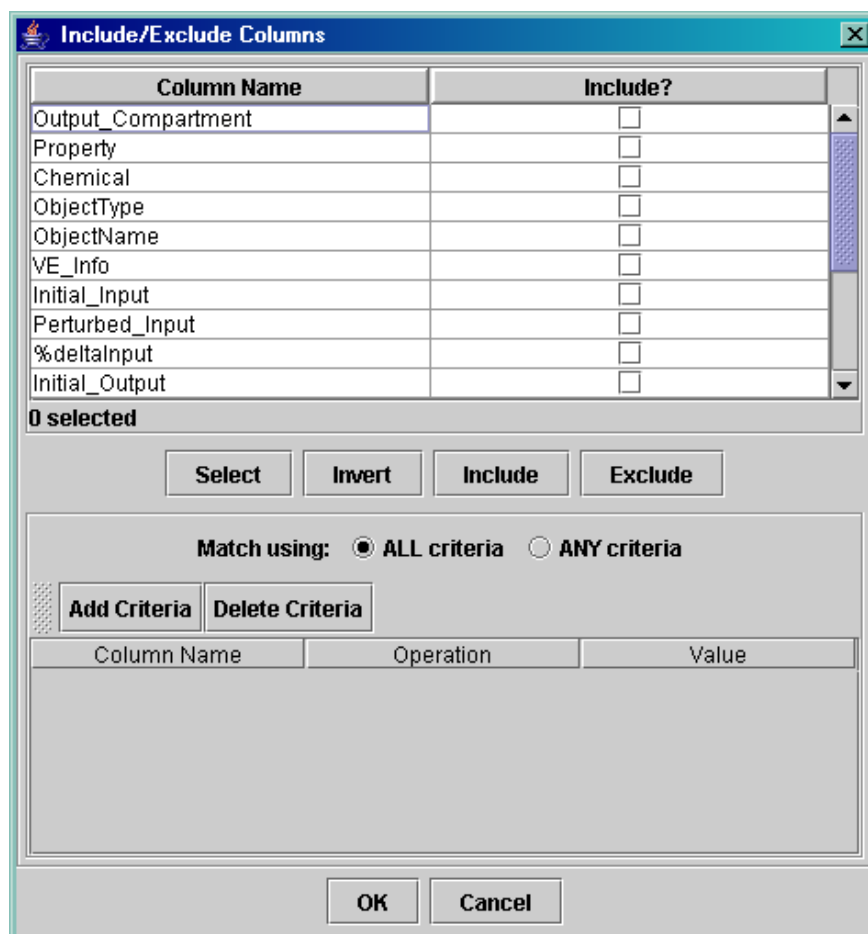 Include/Exclude Columns
Column Name Include?
Output_Compartment
Property
Chemical
ObjectType
ObjectName
VE_Info
Initial_Input
Perturbed_Input
%deltaInput
Initial_Output
0 selected
Select Invert Include Exclude
Match using: ALL criteria ANY criteria
Add Criteria Delete Criteria
Column Name Operation Value
OK Cancel